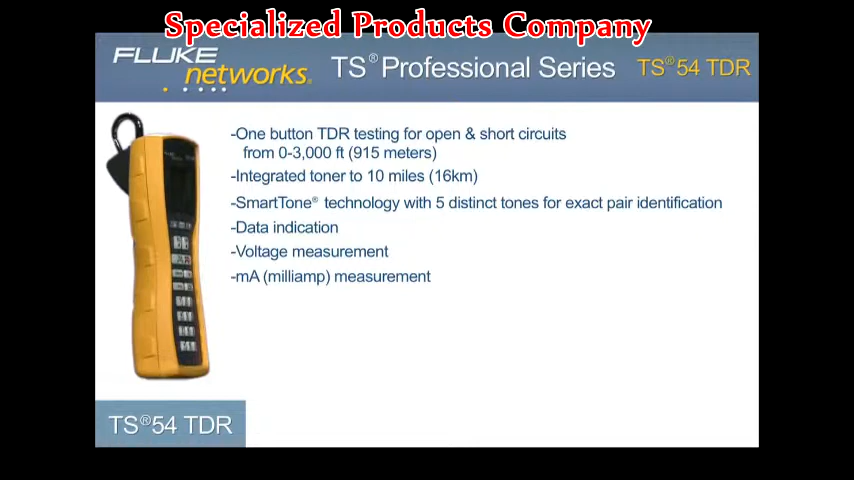 Specialized Products Company
FLUKE networks® TS® Professional Series TS® 54 TDR
-One button TDR testing for open & short circuits
from 0-3,000 ft (915 meters)
-Integrated toner to 10 miles (16km)
-SmartTone® technology with 5 distinct tones for exact pair identification
-Data indication
-Voltage measurement
-mA (milliamp) measurement
TS®54 TDR